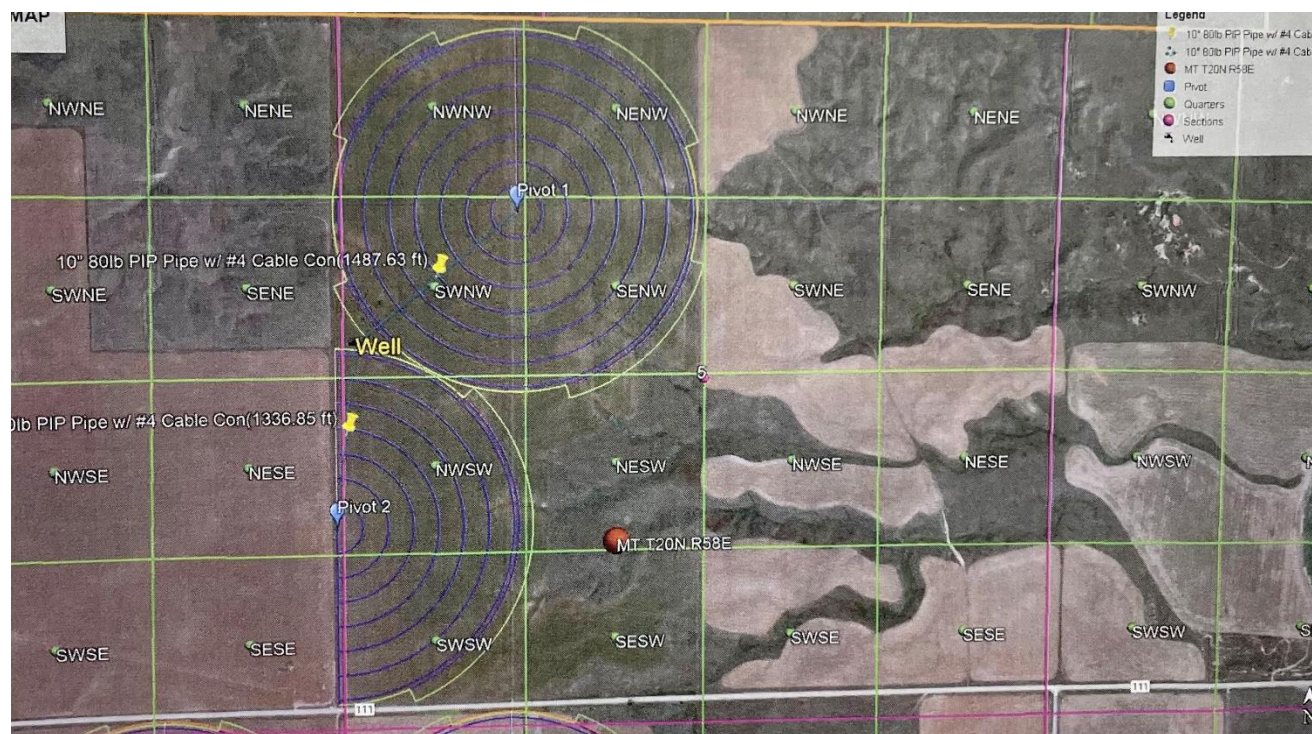 MAP
Legend
10" 80lb PIP Pipe w/ #4 Cab
10" 80lb PIP Pipe w/ #4 Cab
MT T20N R58E
Pivot
Quarters
Sections
Well
NWNE
NENE
NWNW
NENW
NWNE
NENE
Pivot 1
10" 80lb PIP Pipe w/ #4 Cable Con(1487.63 ft)
SWNE
SENE
SWNW
SENW
SWNE
SENE
SWNW
Well
5
0lb PIP Pipe w/ #4 Cable Con(1336.85 ft)
NWSE
NESE
NWSW
NESW
NWSE
NESE
NWSW
N
Pivot 2
MT T20N R58E
SWSE
SESE
SWSW
SESW
SWSE
SESE
SWSW
S
111
111
N